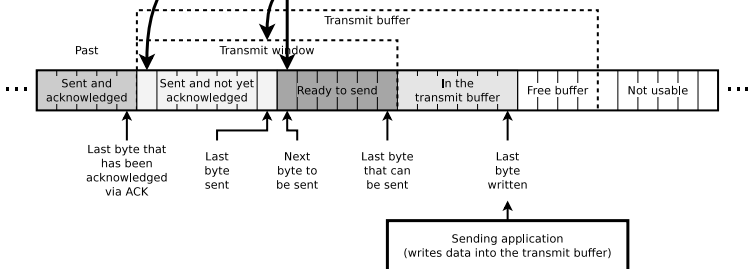 Transmit buffer
Past
Transmit window
Sent and
acknowledged
Sent and not yet
acknowledged
Ready to send
In the
transmit buffer
Free buffer
Not usable
Last byte that
has been
acknowledged
via ACK
Last
byte
sent
Next
byte to
be sent
Last byte
that can
be sent
Last
byte
written
Sending application
(writes data into the transmit buffer)